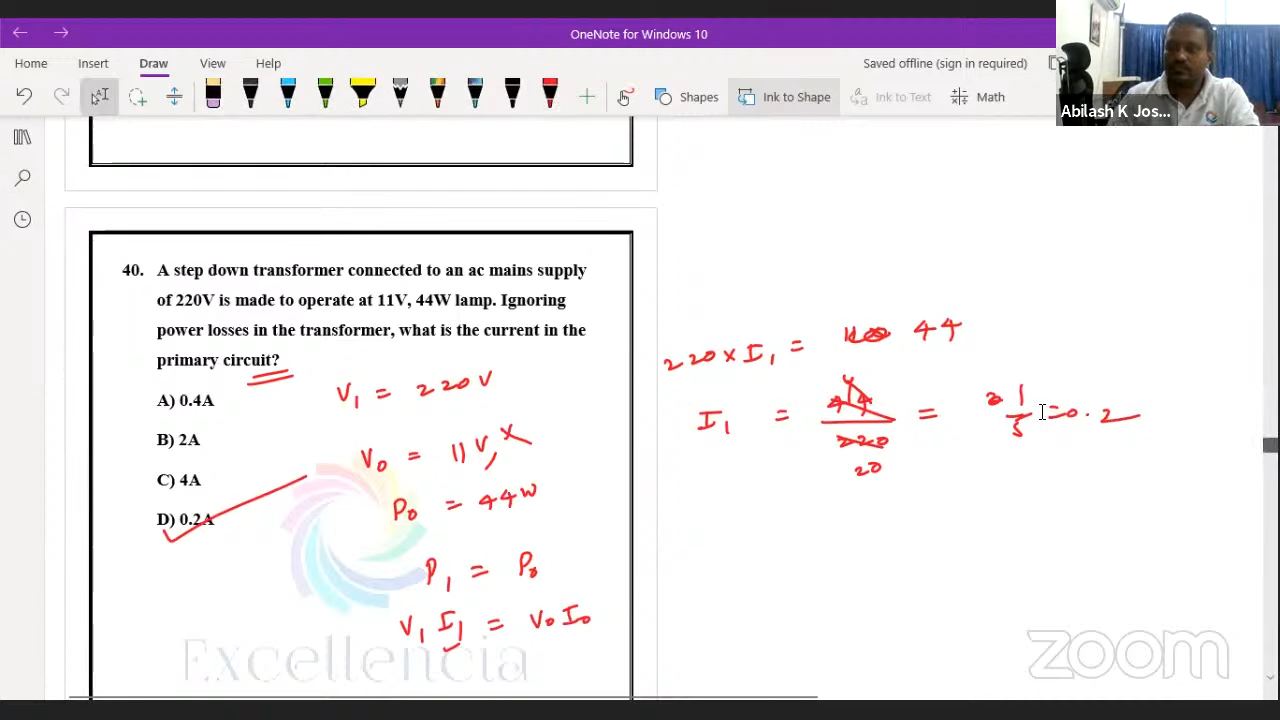 OneNote for Windows 10
Home Insert Draw View Help
Saved offline (sign in required)
Shapes Ink to Shape Ink to Text Math
Abilash K Jos...
40. A step down transformer connected to an ac mains supply
of 220V is made to operate at 11V, 44W lamp. Ignoring
power losses in the transformer, what is the current in the
primary circuit?
A) 0.4A
B) 2A
C) 4A
D) 0.2A
V₁ = 220V
V₀ = 11V,
P₀ = 44W
P₁ = P₀
V₁ I₁ = V₀ I₀
220 × I₁ = 44
I₁ = 44/220 = 1/5 = 0.2
20
Excellencia
zoom